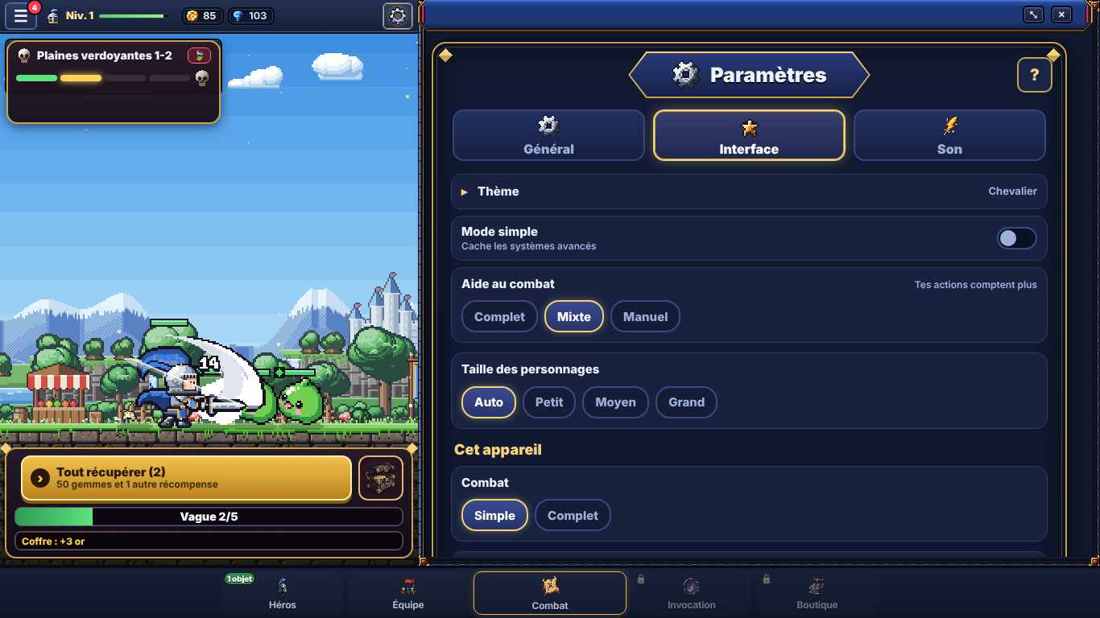 4
Niv. 1
85
103
Plaines verdoyantes 1-2
14
Tout récupérer (2)
50 gemmes et 1 autre récompense
Vague 2/5
Coffre : +3 or
Paramètres
?
Général
Interface
Son
Thème
Chevalier
Mode simple
Cache les systèmes avancés
Aide au combat
Tes actions comptent plus
Complet
Mixte
Manuel
Taille des personnages
Auto
Petit
Moyen
Grand
Cet appareil
Combat
Simple
Complet
1 objet
Héros
Équipe
Combat
Invocation
Boutique